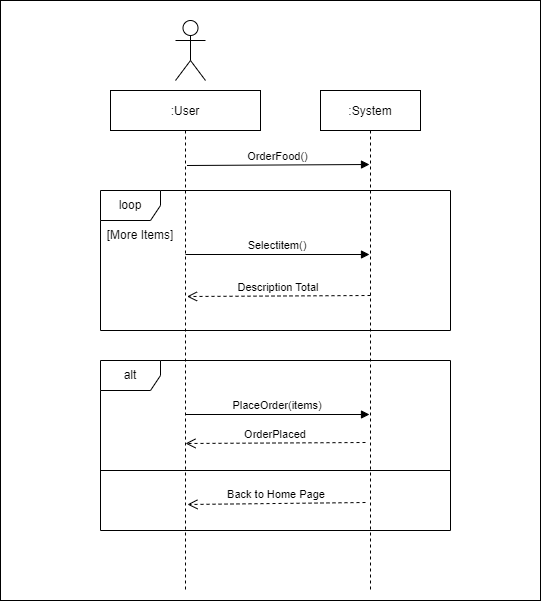 :User
:System
OrderFood()
loop
[More Items]
Selectitem()
Description Total
alt
PlaceOrder(items)
OrderPlaced
Back to Home Page